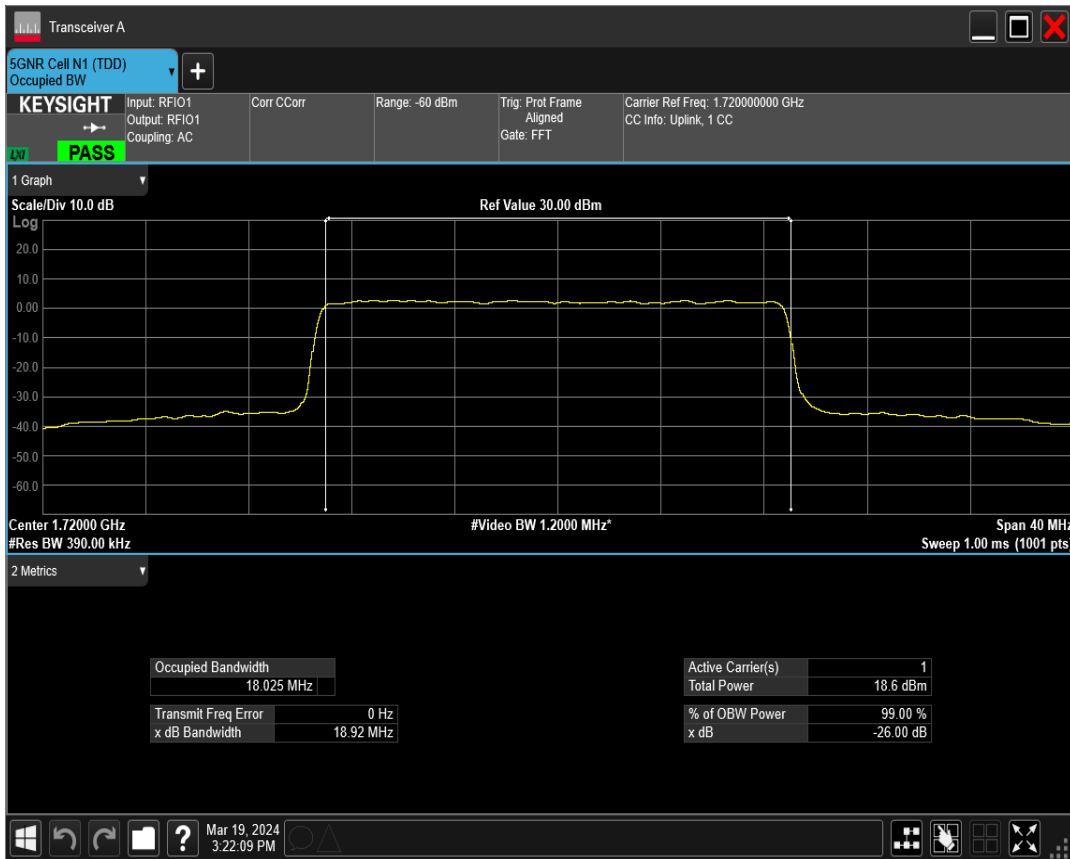 Transceiver A
5GNR Cell N1 (TDD)
Occupied BW
KEYSIGHT
LXI
PASS
Input: RFIO1
Output: RFIO1
Coupling: AC
Corr CCorr
Range: -60 dBm
Trig: Prot Frame
Aligned
Gate: FFT
Carrier Ref Freq: 1.720000000 GHz
CC Info: Uplink, 1 CC
1 Graph
Scale/Div 10.0 dB
Ref Value 30.00 dBm
Log
20.0
10.0
0.00
-10.0
-20.0
-30.0
-40.0
-50.0
-60.0
Center 1.72000 GHz
#Video BW 1.2000 MHz*
Span 40 MHz
#Res BW 390.00 kHz
Sweep 1.00 ms (1001 pts)
2 Metrics
Occupied Bandwidth
18.025 MHz
Transmit Freq Error 0 Hz
x dB Bandwidth 18.92 MHz
Active Carrier(s) 1
Total Power 18.6 dBm
% of OBW Power 99.00 %
x dB -26.00 dB
?
Mar 19, 2024
3:22:09 PM